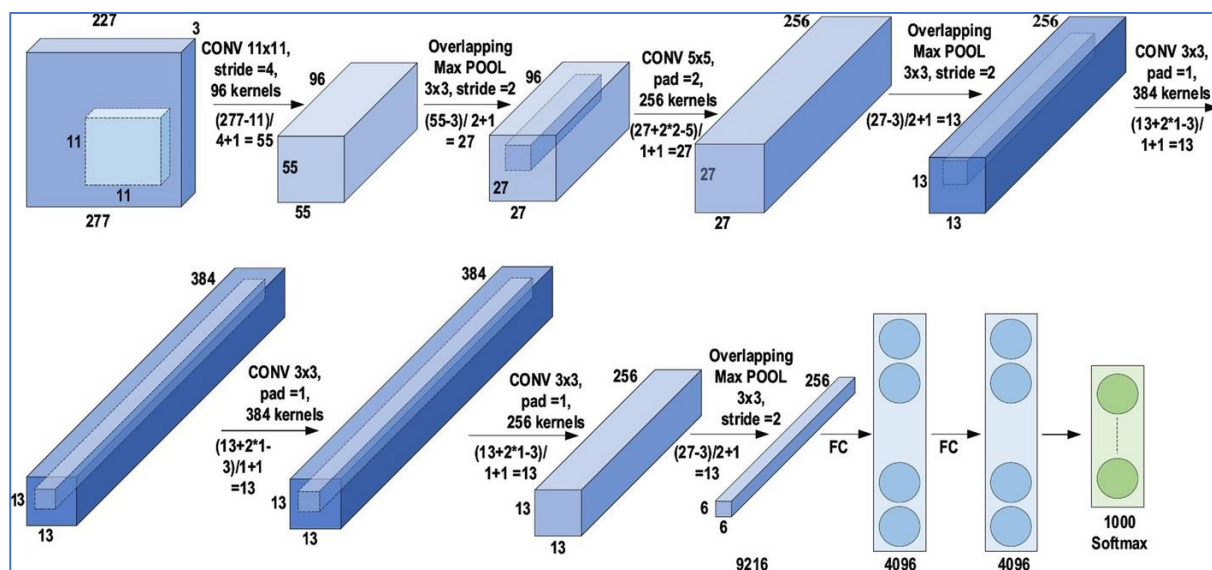 227
3
11
11
277
CONV 11x11,
stride =4,
96 kernels
(277-11)/
4+1 = 55
96
55
55
Overlapping
Max POOL
3x3, stride =2
(55-3)/ 2+1
= 27
96
27
27
CONV 5x5,
pad =2,
256 kernels
(27+2*2-5)/
1+1 =27
256
27
27
Overlapping
Max POOL
3x3, stride =2
(27-3)/2+1 =13
256
13
13
CONV 3x3,
pad =1,
384 kernels
(13+2*1-3)/
1+1 =13
384
13
13
CONV 3x3,
pad =1,
384 kernels
(13+2*1-
3)/1+1
=13
384
13
13
CONV 3x3,
pad =1,
256 kernels
(13+2*1-3)/
1+1 =13
256
13
13
Overlapping
Max POOL
3x3,
stride =2
(27-3)/2+1
=13
256
6
6
9216
FC
4096
FC
4096
1000
Softmax